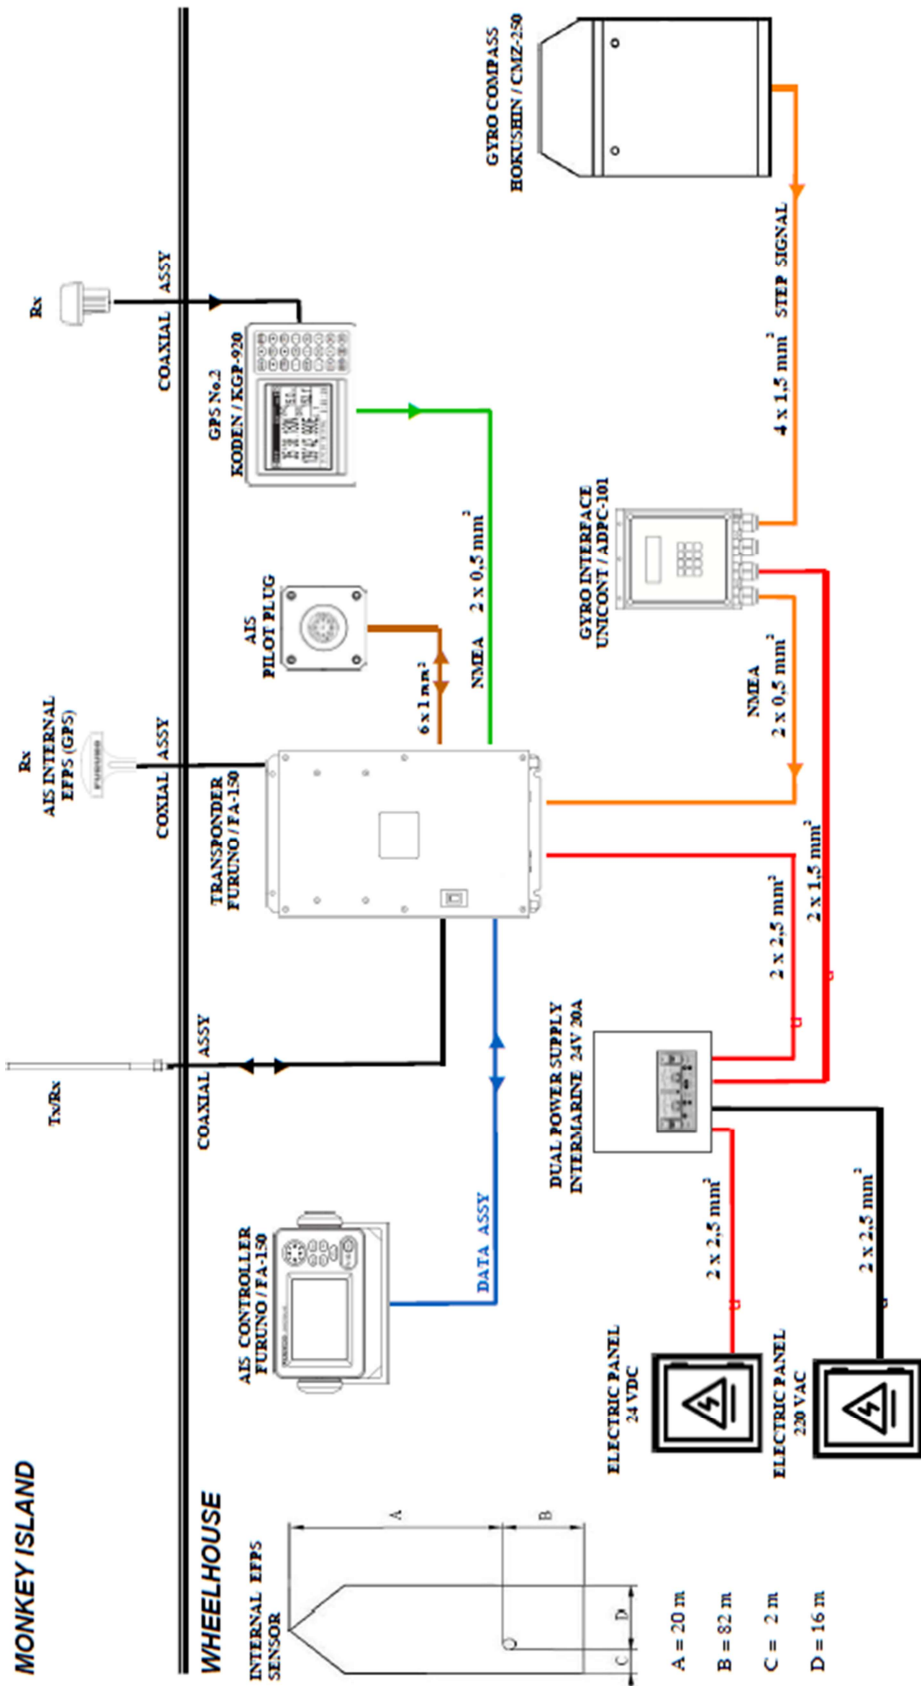 MONKEY ISLAND
Tx/Rx
Rx
AIS INTERNAL
EFPS (GPS)
Rx
COAXIAL ASSY
COXIAL ASSY
COAXIAL ASSY
WHEELHOUSE
INTERNAL EFPS
SENSOR
A
B
C
D
A = 20 m
B = 82 m
C = 2 m
D = 16 m
AIS CONTROLLER
FURUNO / FA-150
DATA ASSY
TRANSPONDER
FURUNO / FA-150
FURUNO
AIS
PILOT PLUG
6 x 1 mm²
GPS No.2
KODEN / KGP-920
NMEA 2 x 0,5 mm²
GYRO COMPASS
HOKUSHIN / CMZ-250
4 x 1,5 mm² STEP SIGNAL
GYRO INTERFACE
UNICONT / ADPC-101
NMEA
2 x 0,5 mm²
2 x 1,5 mm²
2 x 2,5 mm²
DUAL POWER SUPPLY
INTERMARINE 24V 20A
2 x 2,5 mm²
2 x 2,5 mm²
ELECTRIC PANEL
24 VDC
ELECTRIC PANEL
220 VAC